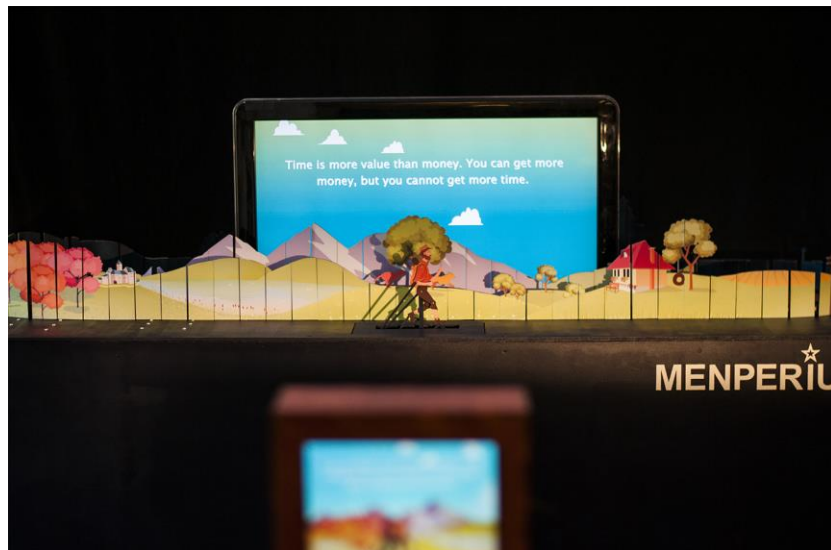 Time is more value than money. You can get more
money, but you cannot get more time.
MENPERIU